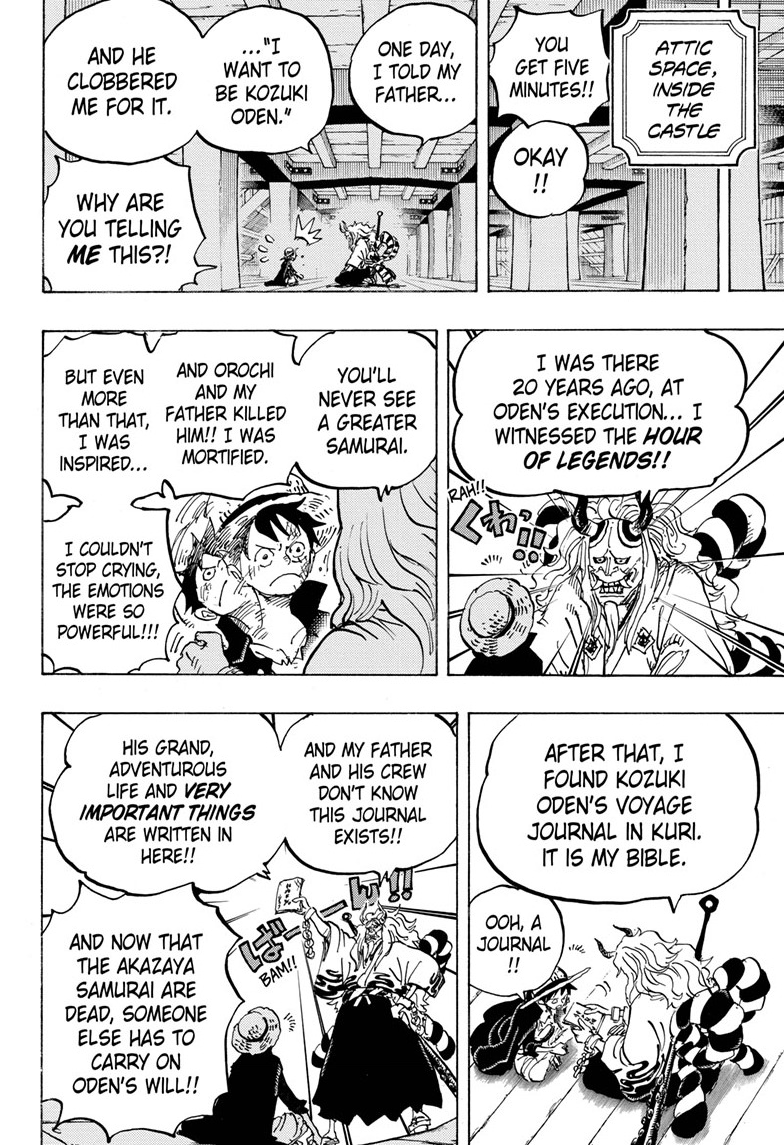 ATTIC
SPACE,
INSIDE
THE
CASTLE
YOU
GET FIVE
MINUTES!!
OKAY
!!
ONE DAY,
I TOLD MY
FATHER...
..."I
WANT TO
BE KOZUKI
ODEN."
AND HE
CLOBBERED
ME FOR IT.
WHY ARE
YOU TELLING
ME THIS?!
I WAS THERE
20 YEARS AGO, AT
ODEN'S EXECUTION... I
WITNESSED THE HOUR
OF LEGENDS!!
RAH!!
くわっ!!
YOU'LL
NEVER SEE
A GREATER
SAMURAI.
AND OROCHI
AND MY
FATHER KILLED
HIM!! I WAS
MORTIFIED.
BUT EVEN
MORE
THAN THAT,
I WAS
INSPIRED...
I COULDN'T
STOP CRYING,
THE EMOTIONS
WERE SO
POWERFUL!!!
AFTER THAT, I
FOUND KOZUKI
ODEN'S VOYAGE
JOURNAL IN KURI.
IT IS MY BIBLE.
OOH, A
JOURNAL
!!
AND MY FATHER
AND HIS CREW
DON'T KNOW
THIS JOURNAL
EXISTS!!
HIS GRAND,
ADVENTUROUS
LIFE AND VERY
IMPORTANT THINGS
ARE WRITTEN IN
HERE!!
ばーーん!!
BAM!!
AND NOW THAT
THE AKAZAYA
SAMURAI ARE
DEAD, SOMEONE
ELSE HAS TO
CARRY ON
ODEN'S WILL!!